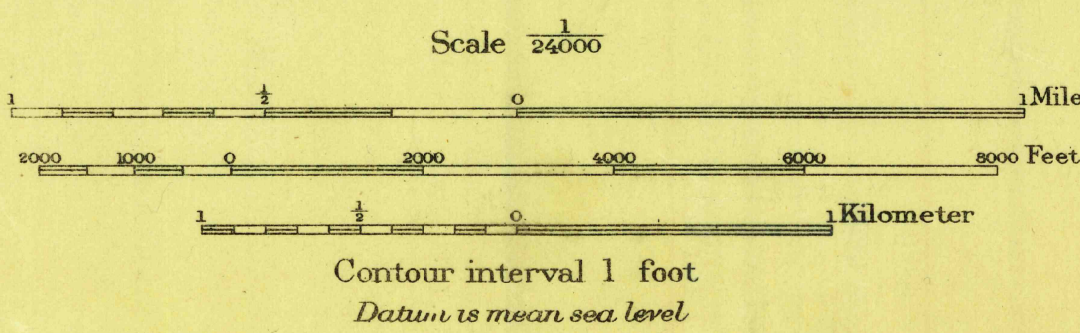 Scale 1/24000
1 ½ 0 1 Mile
2000 1000 0 2000 4000 6000 8000 Feet
1 ½ 0 1 Kilometer
Contour interval 1 foot
Datum is mean sea level